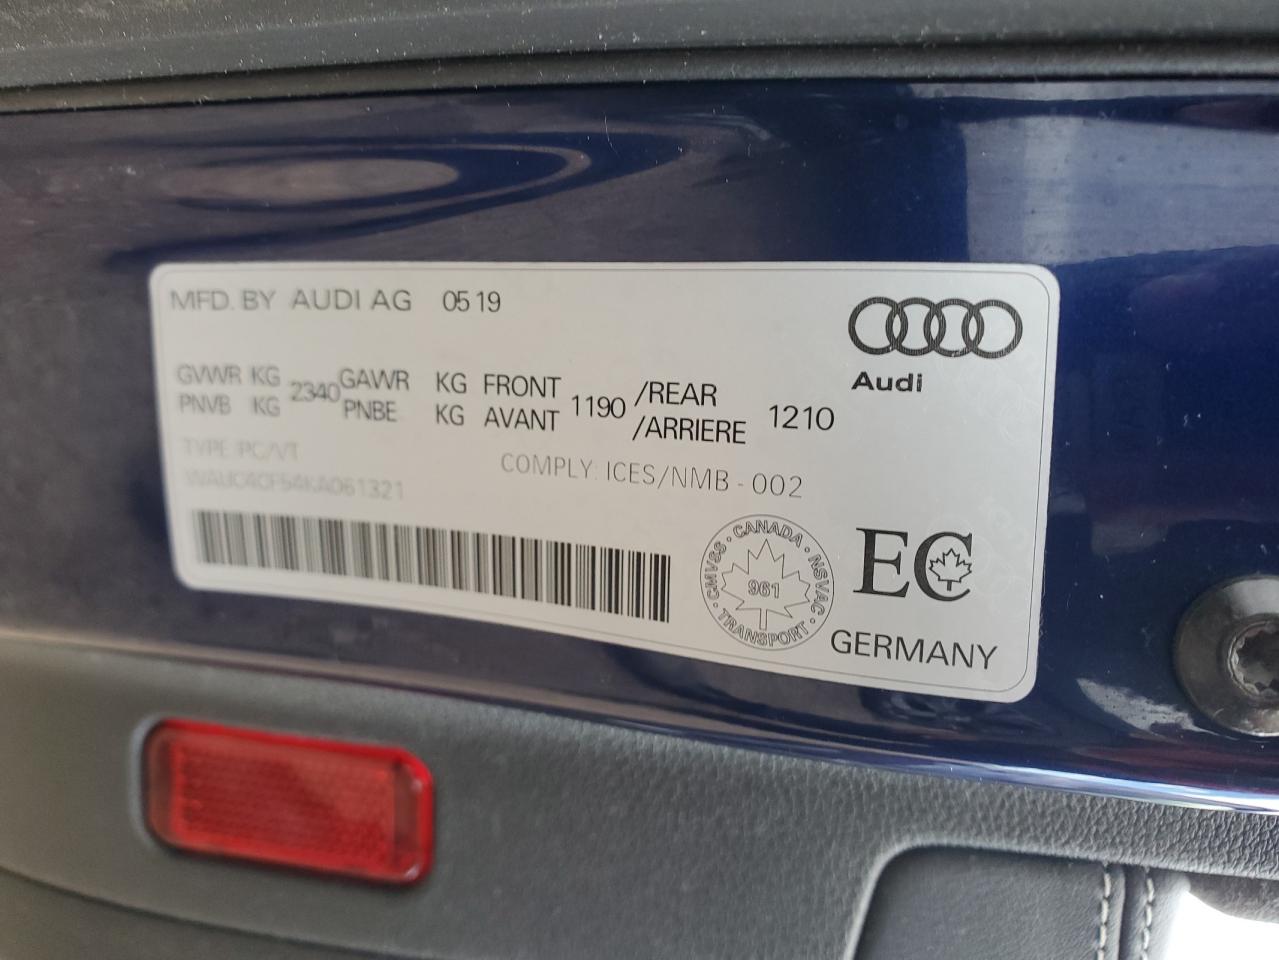 MFD. BY AUDI AG 05 19
Audi
GVWR KG 2340 GAWR KG FRONT 1190 /REAR 1210
PNVB KG PNBE KG AVANT /ARRIERE
TYPE: PC/VT
COMPLY: ICES/NMB - 002
WAUC4CF54KA061321
CMVSS · CANADA · NSVAC · TRANSPORT
961
EC
GERMANY